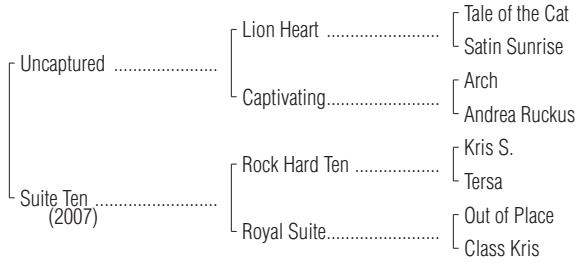 Tale of the Cat
Lion Heart ........................
Satin Sunrise
Uncaptured ......................
Arch
Captivating........................
Andrea Ruckus
Kris S.
Rock Hard Ten ..................
Tersa
Suite Ten ..........................
(2007)
Out of Place
Royal Suite........................
Class Kris